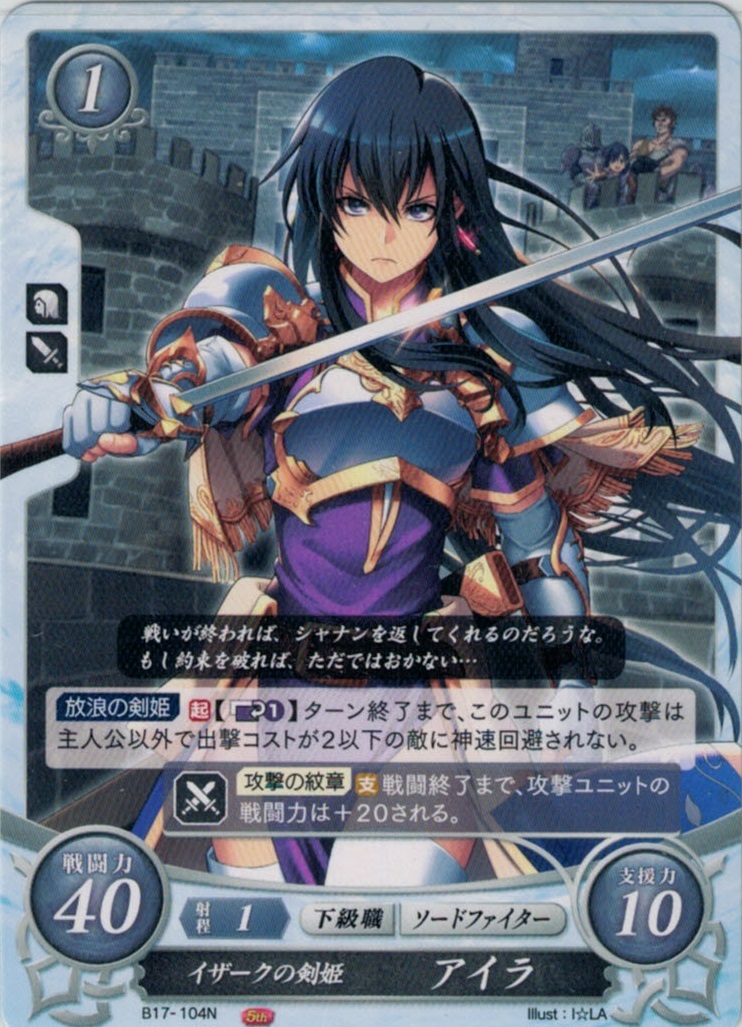 1
戦いが終われば、シャナンを返してくれるのだろうな。
もし約束を破れば、ただではおかない…
放浪の剣姫 起【1】ターン終了まで、このユニットの攻撃は
主人公以外で出撃コストが2以下の敵に神速回避されない。
攻撃の紋章 支 戦闘終了まで、攻撃ユニットの
戦闘力は＋20される。
戦闘力
40
射程 1
下級職
ソードファイター
支援力
10
イザークの剣姫 アイラ
B17-104N 5th Illust : I☆LA